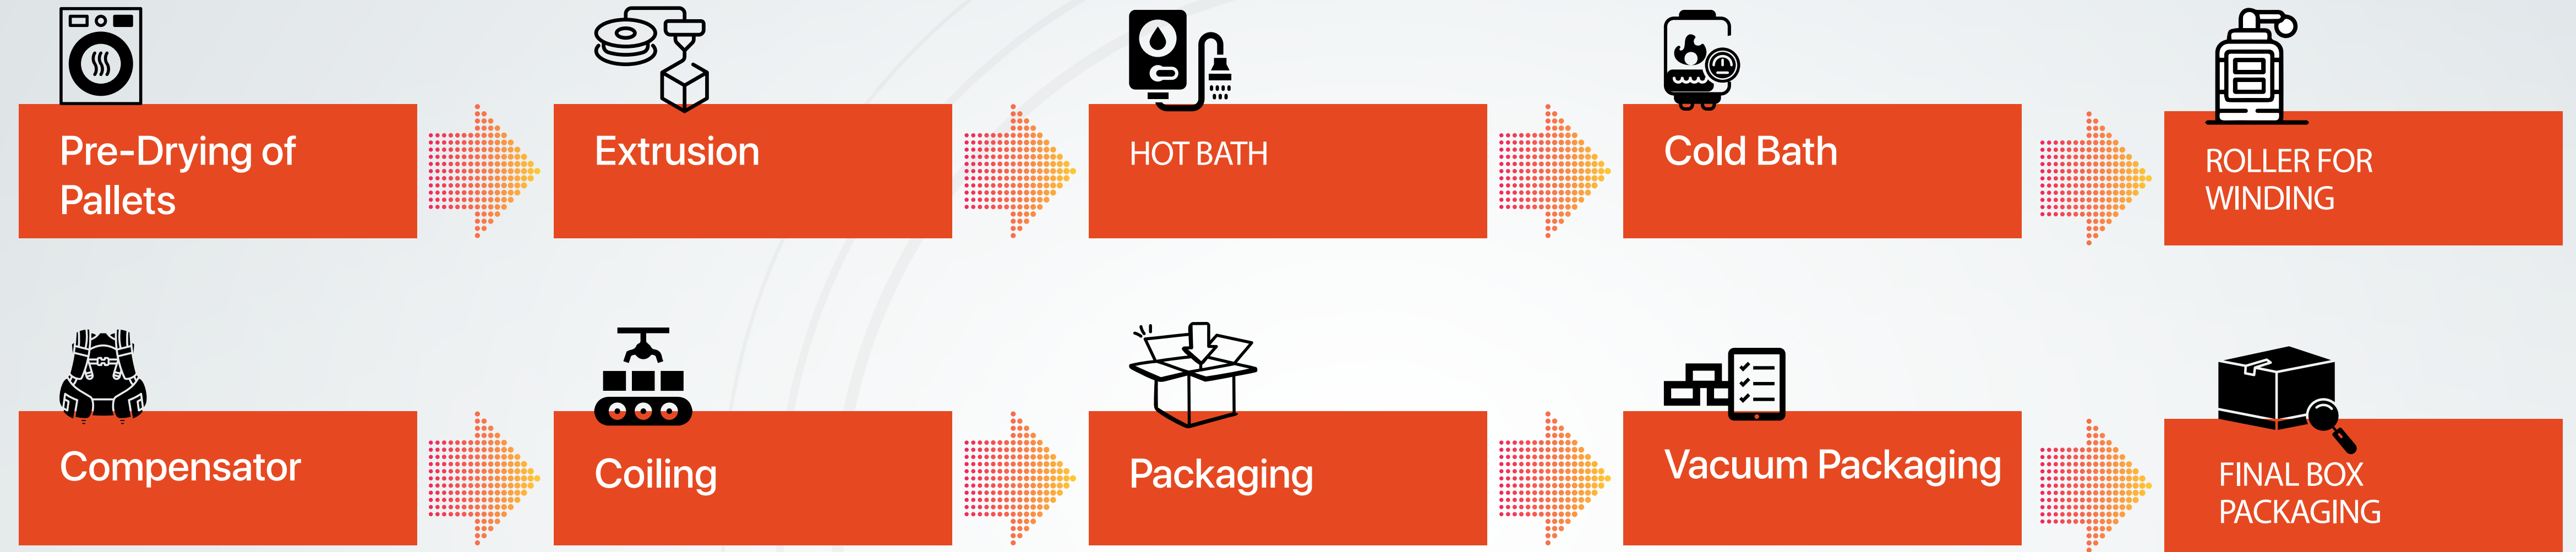 Pre-Drying of
Pallets
Extrusion
HOT BATH
Cold Bath
ROLLER FOR
WINDING
Compensator
Coiling
Packaging
Vacuum Packaging
FINAL BOX
PACKAGING